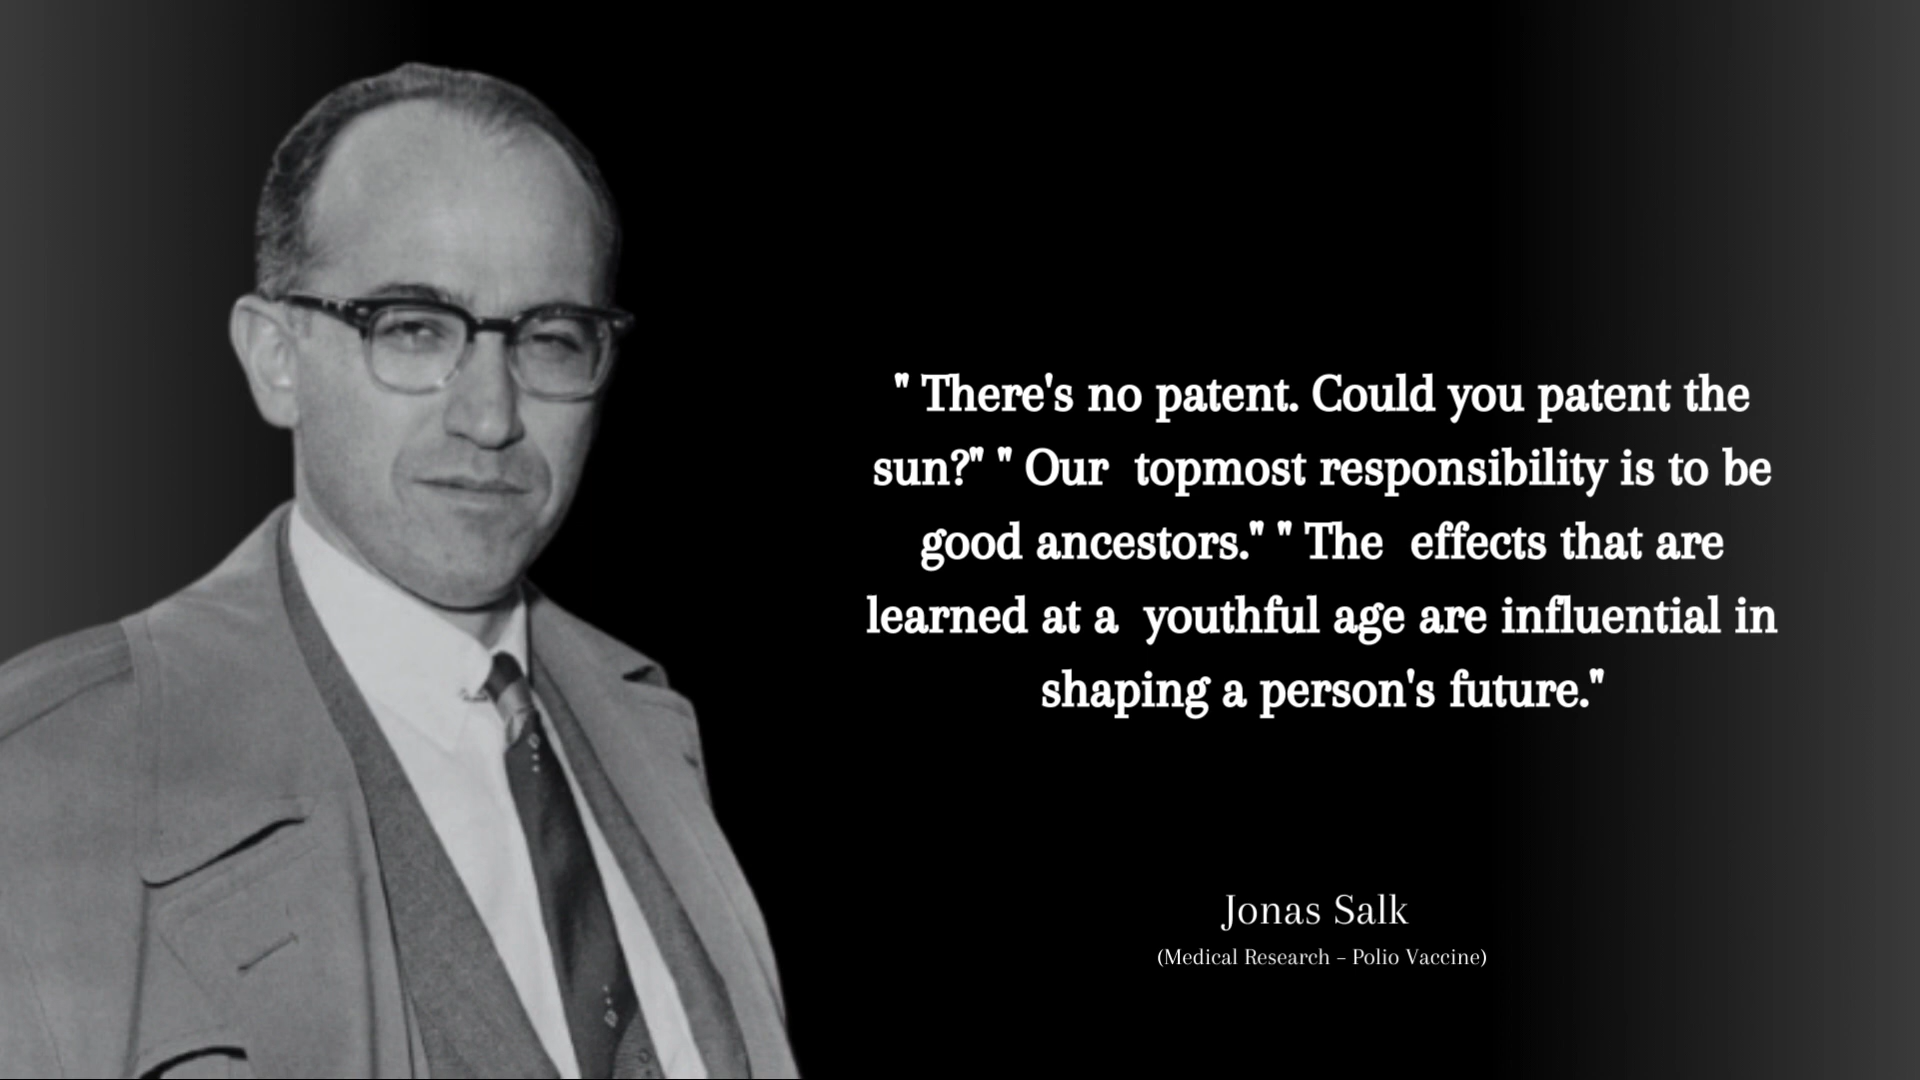 " There's no patent. Could you patent the
sun?" " Our  topmost responsibility is to be
good ancestors." " The  effects that are
learned at a  youthful age are influential in
shaping a person's future."
Jonas Salk
(Medical Research – Polio Vaccine)